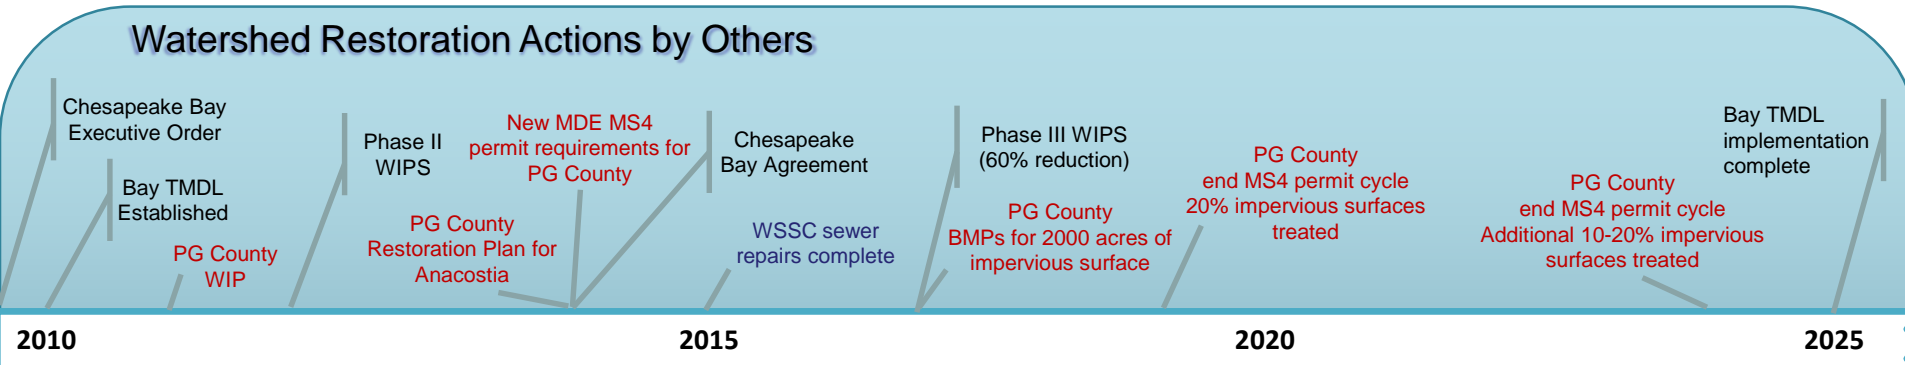 Watershed Restoration Actions by Others
Chesapeake Bay
Executive Order
Bay TMDL
Established
PG County
WIP
Phase II
WIPS
New MDE MS4
permit requirements for
PG County
PG County
Restoration Plan for
Anacostia
Chesapeake
Bay Agreement
WSSC sewer
repairs complete
Phase III WIPS
(60% reduction)
PG County
BMPs for 2000 acres of
impervious surface
PG County
end MS4 permit cycle
20% impervious surfaces
treated
PG County
end MS4 permit cycle
Additional 10-20% impervious
surfaces treated
Bay TMDL
implementation
complete
2010
2015
2020
2025